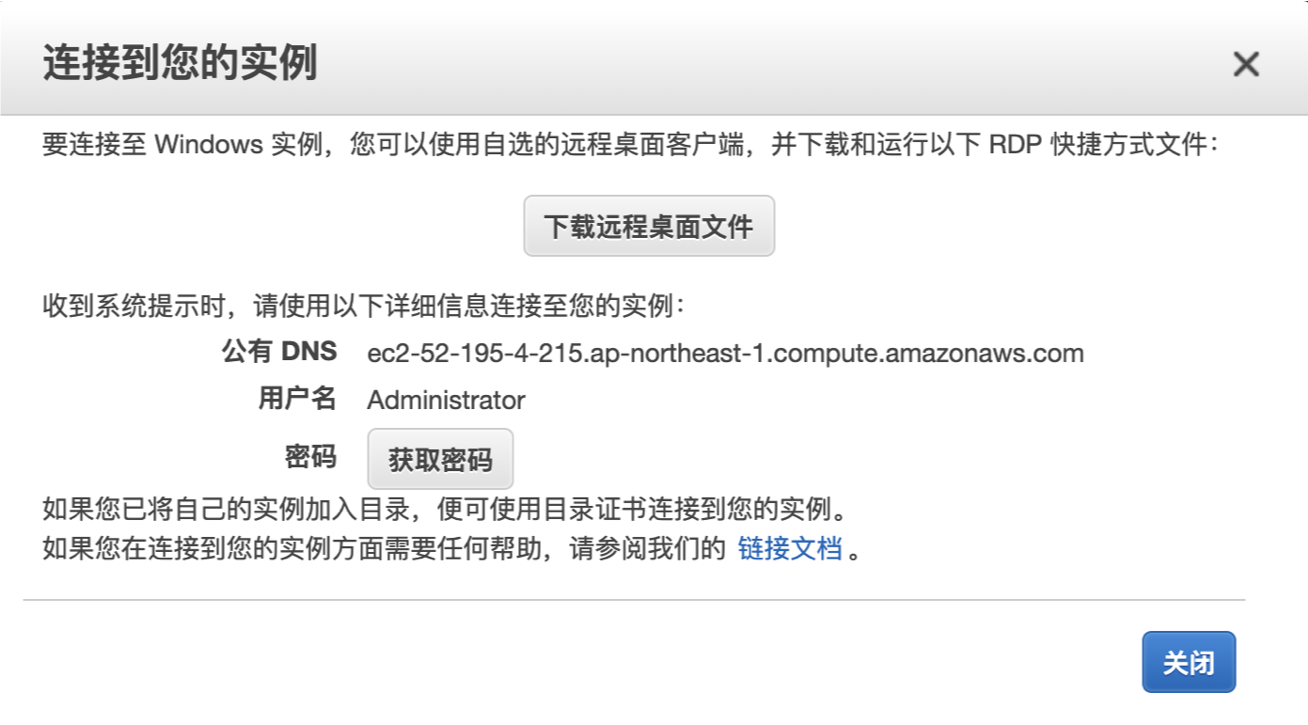 连接到您的实例
要连接至 Windows 实例，您可以使用自选的远程桌面客户端，并下载和运行以下 RDP 快捷方式文件：
下载远程桌面文件
收到系统提示时，请使用以下详细信息连接至您的实例：
公有 DNS ec2-52-195-4-215.ap-northeast-1.compute.amazonaws.com
用户名 Administrator
密码 获取密码
如果您已将自己的实例加入目录，便可使用目录证书连接到您的实例。
如果您在连接到您的实例方面需要任何帮助，请参阅我们的 链接文档 。
关闭